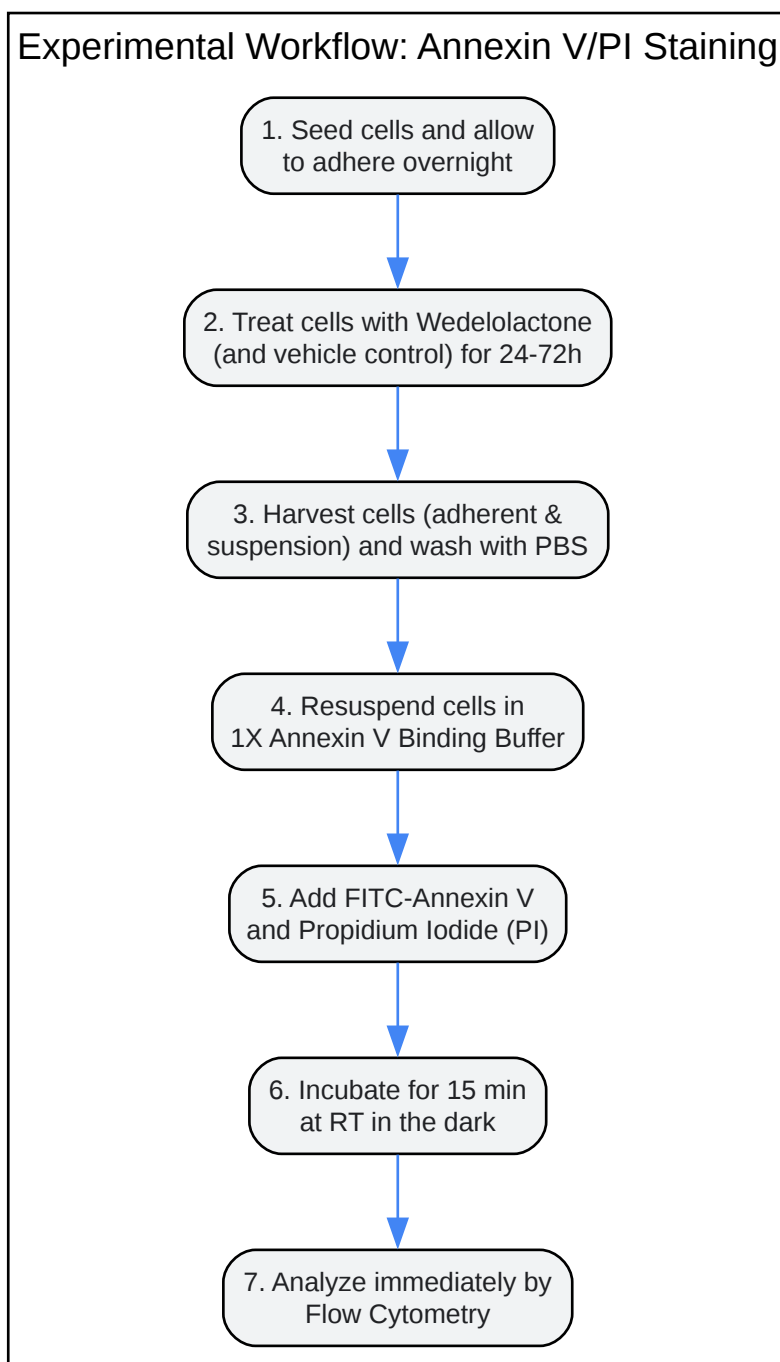 Experimental Workflow: Annexin V/PI Staining
1. Seed cells and allow
to adhere overnight
2. Treat cells with Wedelolactone
(and vehicle control) for 24-72h
3. Harvest cells (adherent &
suspension) and wash with PBS
4. Resuspend cells in
1X Annexin V Binding Buffer
5. Add FITC-Annexin V
and Propidium Iodide (PI)
6. Incubate for 15 min
at RT in the dark
7. Analyze immediately by
Flow Cytometry